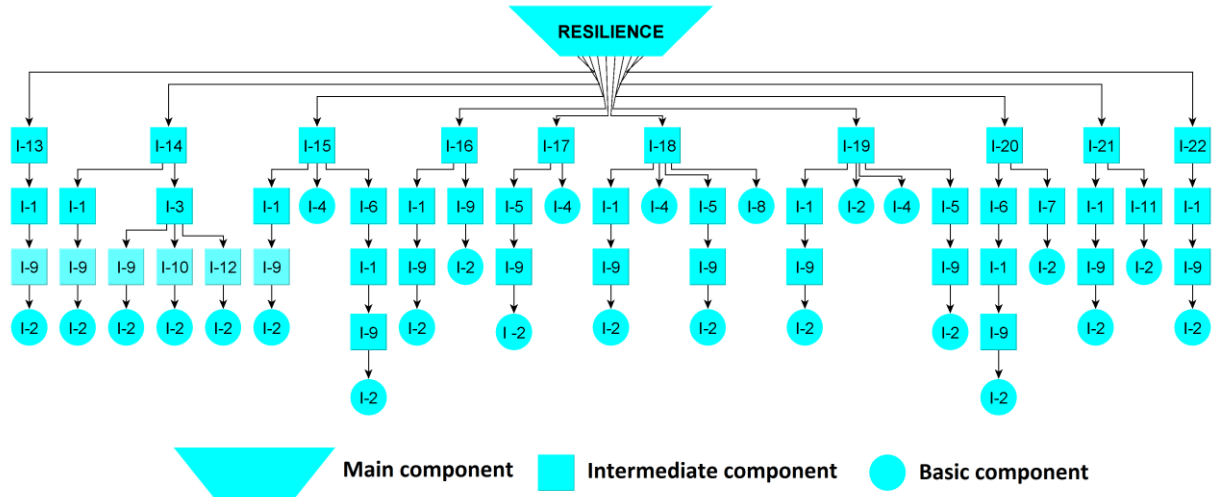 RESILIENCE
I-13 I-14 I-15 I-16 I-17 I-18 I-19 I-20 I-21 I-22
I-1 I-1 I-3 I-1 I-4 I-6 I-1 I-9 I-5 I-4 I-1 I-4 I-5 I-8 I-1 I-2 I-4 I-5 I-6 I-7 I-1 I-11 I-1
I-9 I-9 I-9 I-10 I-12 I-9 I-1 I-9 I-2 I-9 I-9 I-9 I-9 I-9 I-1 I-2 I-9 I-2 I-9
I-2 I-2 I-2 I-2 I-2 I-2 I-9 I-2 I -2 I-2 I-2 I-2 I-2 I-9 I-2 I-2
I-2 I-2
Main component Intermediate component Basic component